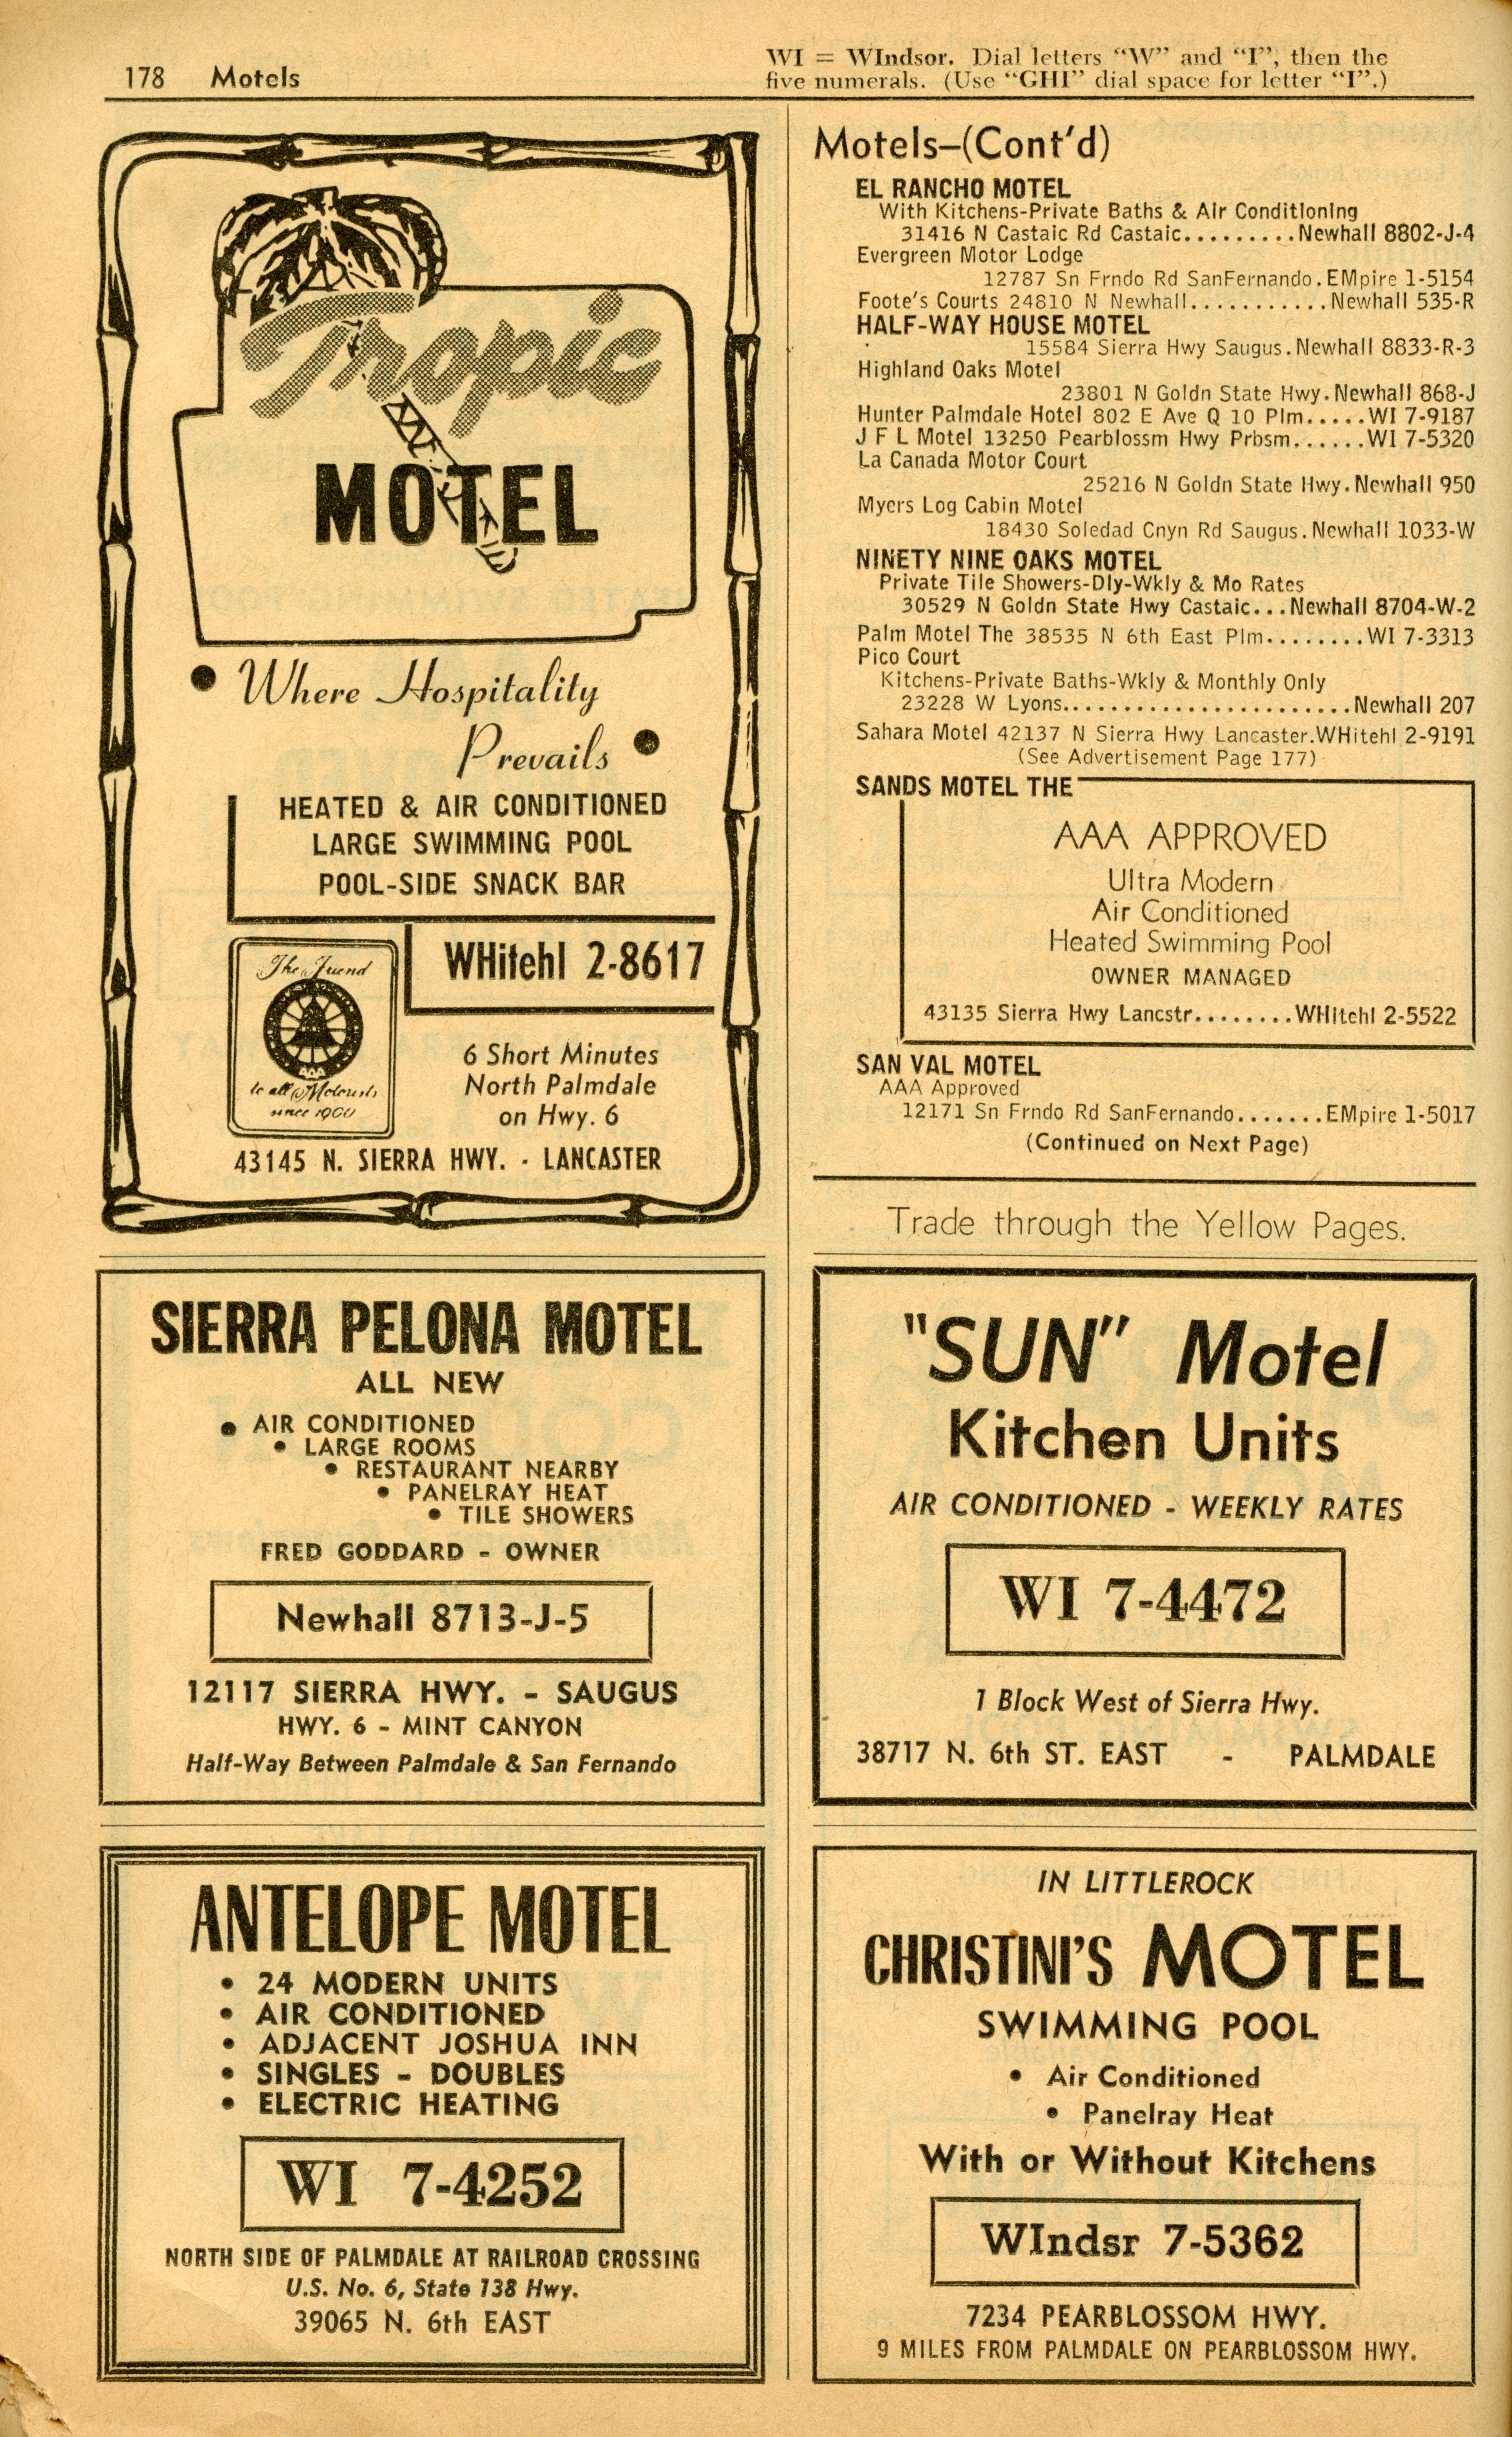 178 Motels
WI = WIndsor. Dial letters "W" and "I", then the
five numerals. (Use "GHI" dial space for letter "I".)
Tropic
MOTEL
• Where Hospitality
Prevails •
HEATED & AIR CONDITIONED
LARGE SWIMMING POOL
POOL-SIDE SNACK BAR
WHitehl 2-8617
The Friend
AAA
to all Motorists
since 1900
6 Short Minutes
North Palmdale
on Hwy. 6
43145 N. SIERRA HWY. - LANCASTER
SIERRA PELONA MOTEL
ALL NEW
• AIR CONDITIONED
• LARGE ROOMS
• RESTAURANT NEARBY
• PANELRAY HEAT
• TILE SHOWERS
FRED GODDARD - OWNER
Newhall 8713-J-5
12117 SIERRA HWY. - SAUGUS
HWY. 6 - MINT CANYON
Half-Way Between Palmdale & San Fernando
ANTELOPE MOTEL
• 24 MODERN UNITS
• AIR CONDITIONED
• ADJACENT JOSHUA INN
• SINGLES - DOUBLES
• ELECTRIC HEATING
WI 7-4252
NORTH SIDE OF PALMDALE AT RAILROAD CROSSING
U.S. No. 6, State 138 Hwy.
39065 N. 6th EAST
Motels-(Cont'd)
EL RANCHO MOTEL
With Kitchens-Private Baths & Air Conditioning
31416 N Castaic Rd Castaic.........Newhall 8802-J-4
Evergreen Motor Lodge
12787 Sn Frndo Rd SanFernando.EMpire 1-5154
Foote's Courts 24810 N Newhall............Newhall 535-R
HALF-WAY HOUSE MOTEL
15584 Sierra Hwy Saugus.Newhall 8833-R-3
Highland Oaks Motel
23801 N Goldn State Hwy.Newhall 868-J
Hunter Palmdale Hotel 802 E Ave Q 10 Plm.....WI 7-9187
J F L Motel 13250 Pearblossm Hwy Prbsm......WI 7-5320
La Canada Motor Court
25216 N Goldn State Hwy.Newhall 950
Myers Log Cabin Motel
18430 Soledad Cnyn Rd Saugus.Newhall 1033-W
NINETY NINE OAKS MOTEL
Private Tile Showers-Dly-Wkly & Mo Rates
30529 N Goldn State Hwy Castaic...Newhall 8704-W-2
Palm Motel The 38535 N 6th East Plm........WI 7-3313
Pico Court
Kitchens-Private Baths-Wkly & Monthly Only
23228 W Lyons........................Newhall 207
Sahara Motel 42137 N Sierra Hwy Lancaster.WHitehl 2-9191
(See Advertisement Page 177)
SANDS MOTEL THE
AAA APPROVED
Ultra Modern
Air Conditioned
Heated Swimming Pool
OWNER MANAGED
43135 Sierra Hwy Lancstr........WHitehl 2-5522
SAN VAL MOTEL
AAA Approved
12171 Sn Frndo Rd SanFernando.......EMpire 1-5017
(Continued on Next Page)
Trade through the Yellow Pages.
"SUN" Motel
Kitchen Units
AIR CONDITIONED - WEEKLY RATES
WI 7-4472
1 Block West of Sierra Hwy.
38717 N. 6th ST. EAST - PALMDALE
IN LITTLEROCK
CHRISTINI'S MOTEL
SWIMMING POOL
• Air Conditioned
• Panelray Heat
With or Without Kitchens
WIndsr 7-5362
7234 PEARBLOSSOM HWY.
9 MILES FROM PALMDALE ON PEARBLOSSOM HWY.